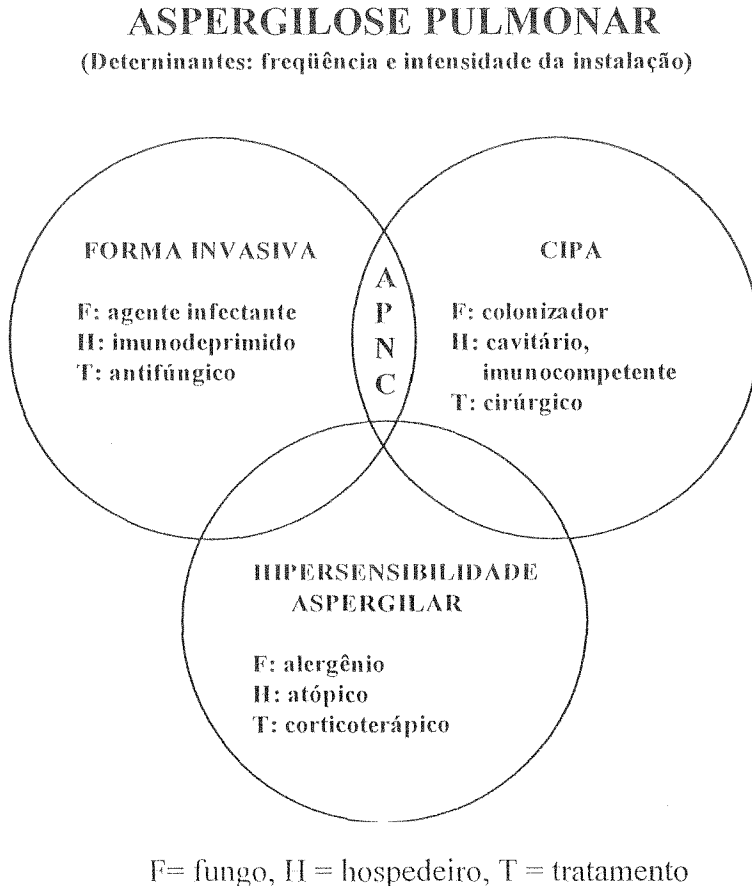 ASPERGILOSE PULMONAR
(Deterninantes: freqüência e intensidade da instalação)
FORMA INVASIVA
F: agente infectante
H: imunodeprimido
T: antifúngico
A
P
N
C
CIPA
F: colonizador
H: cavitário,
imunocompetente
T: cirúrgico
HIPERSENSIBILIDADE
ASPERGILAR
F: alergênio
H: atópico
T: corticoterápico
F= fungo, H = hospedeiro, T = tratamento